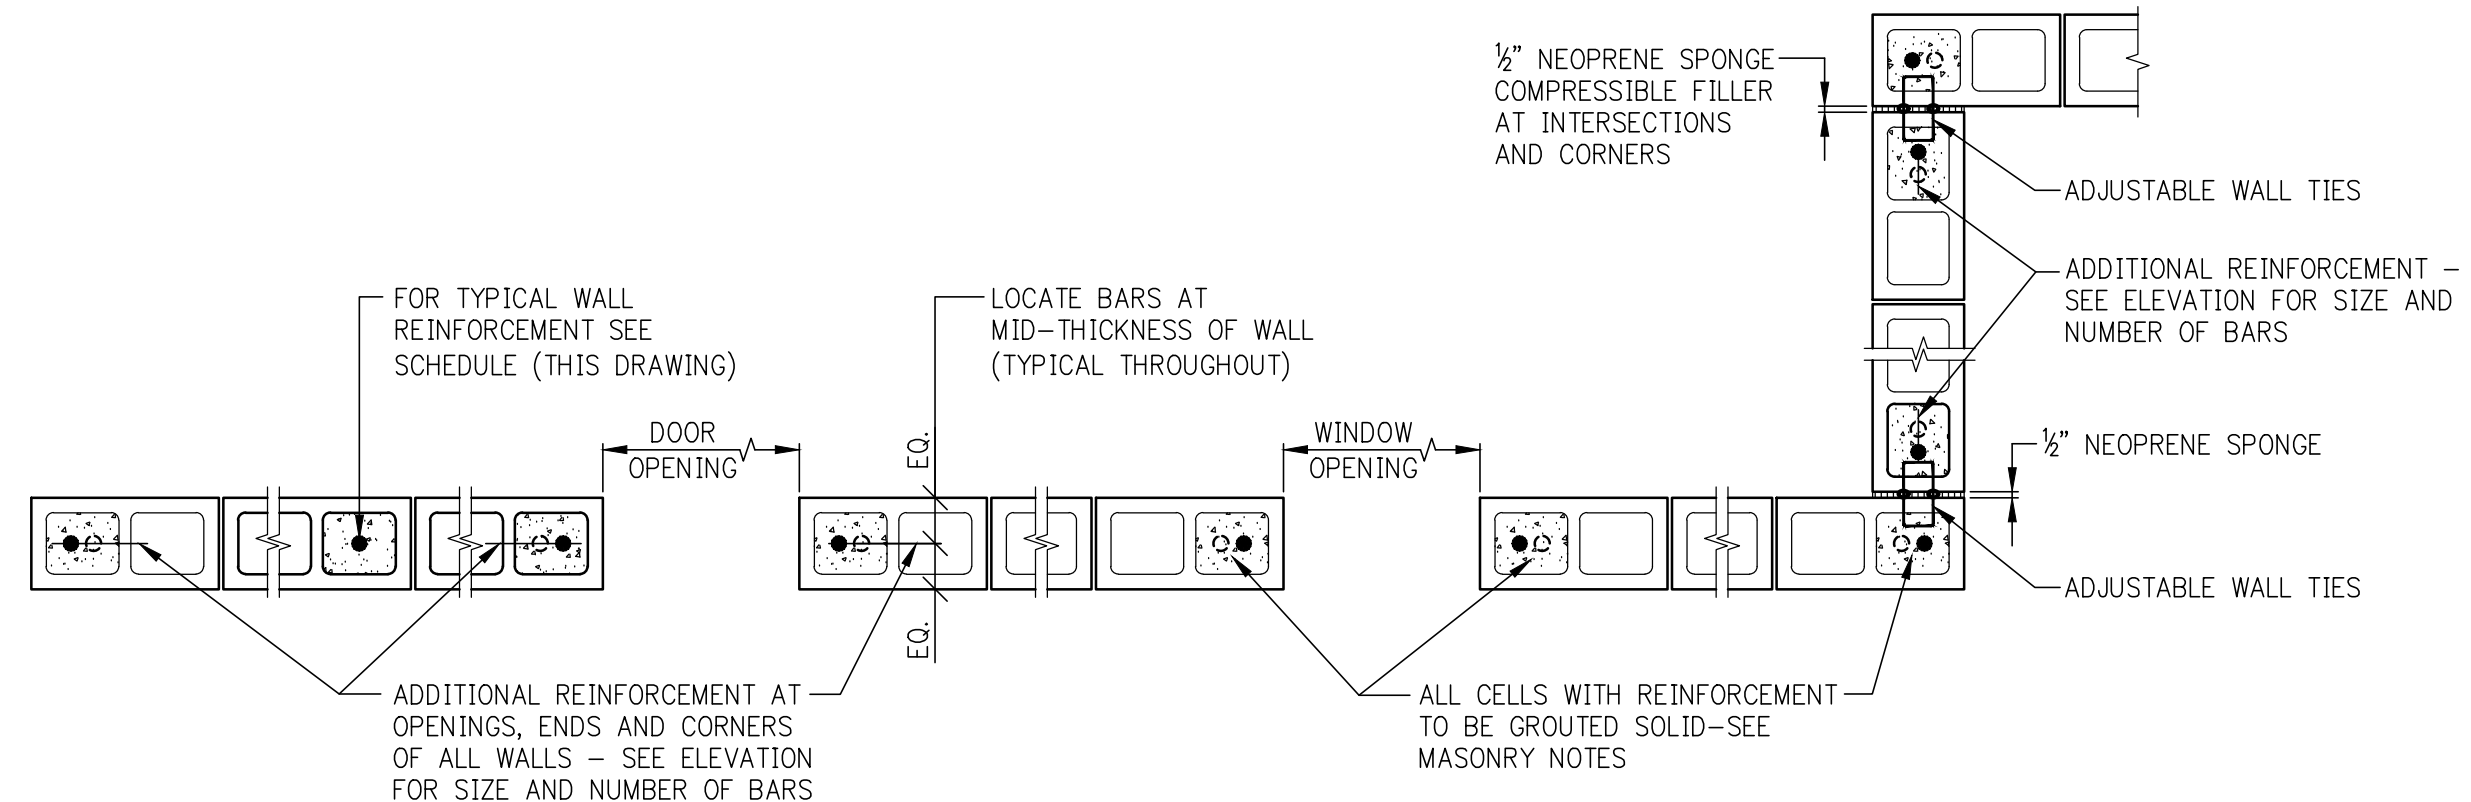 ½" NEOPRENE SPONGE
COMPRESSIBLE FILLER
AT INTERSECTIONS
AND CORNERS
ADJUSTABLE WALL TIES
ADDITIONAL REINFORCEMENT –
SEE ELEVATION FOR SIZE AND
NUMBER OF BARS
FOR TYPICAL WALL
REINFORCEMENT SEE
SCHEDULE (THIS DRAWING)
LOCATE BARS AT
MID–THICKNESS OF WALL
(TYPICAL THROUGHOUT)
DOOR
OPENING
EQ.
WINDOW
OPENING
½" NEOPRENE SPONGE
ADJUSTABLE WALL TIES
EQ.
ADDITIONAL REINFORCEMENT AT
OPENINGS, ENDS AND CORNERS
OF ALL WALLS – SEE ELEVATION
FOR SIZE AND NUMBER OF BARS
ALL CELLS WITH REINFORCEMENT
TO BE GROUTED SOLID–SEE
MASONRY NOTES